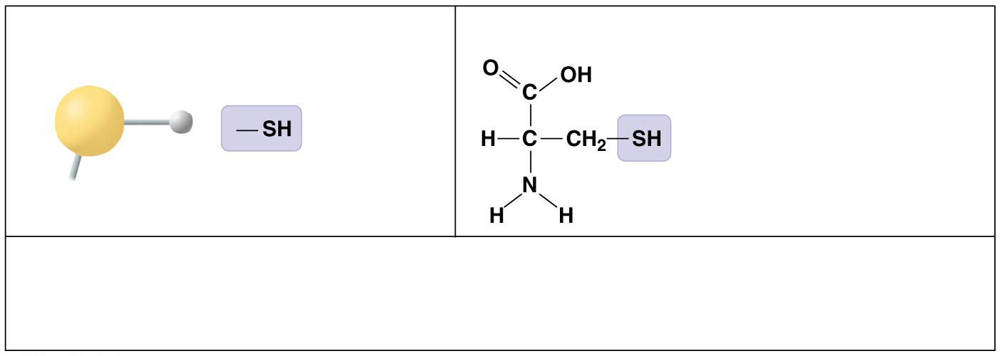 — SH
O
OH
C
H—C—CH₂—SH
N
H H